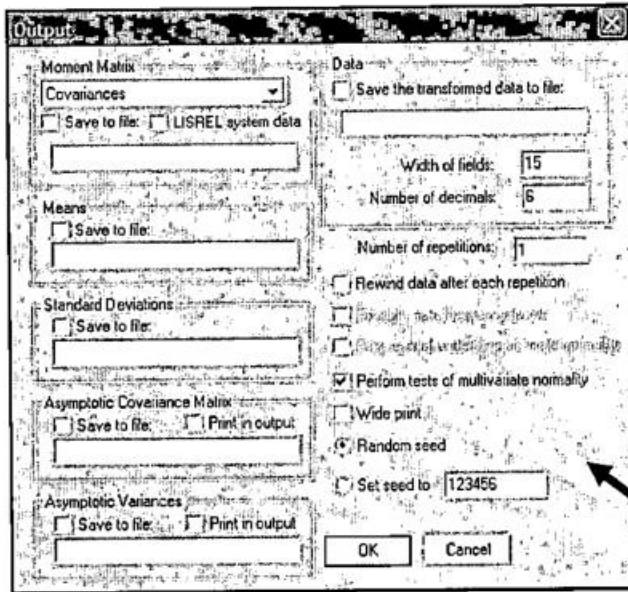 Output
Moment Matrix
Covariances
Save to file: LISREL system data
Means
Save to file:
Standard Deviations
Save to file:
Asymptotic Covariance Matrix
Save to file: Print in output
Asymptotic Variances
Save to file: Print in output
Data
Save the transformed data to file:
Width of fields: 15
Number of decimals: 6
Number of repetitions: 1
Rewind data after each repetition
Perform tests of multivariate normality
Wide print
Random seed
Set seed to 123456
OK Cancel